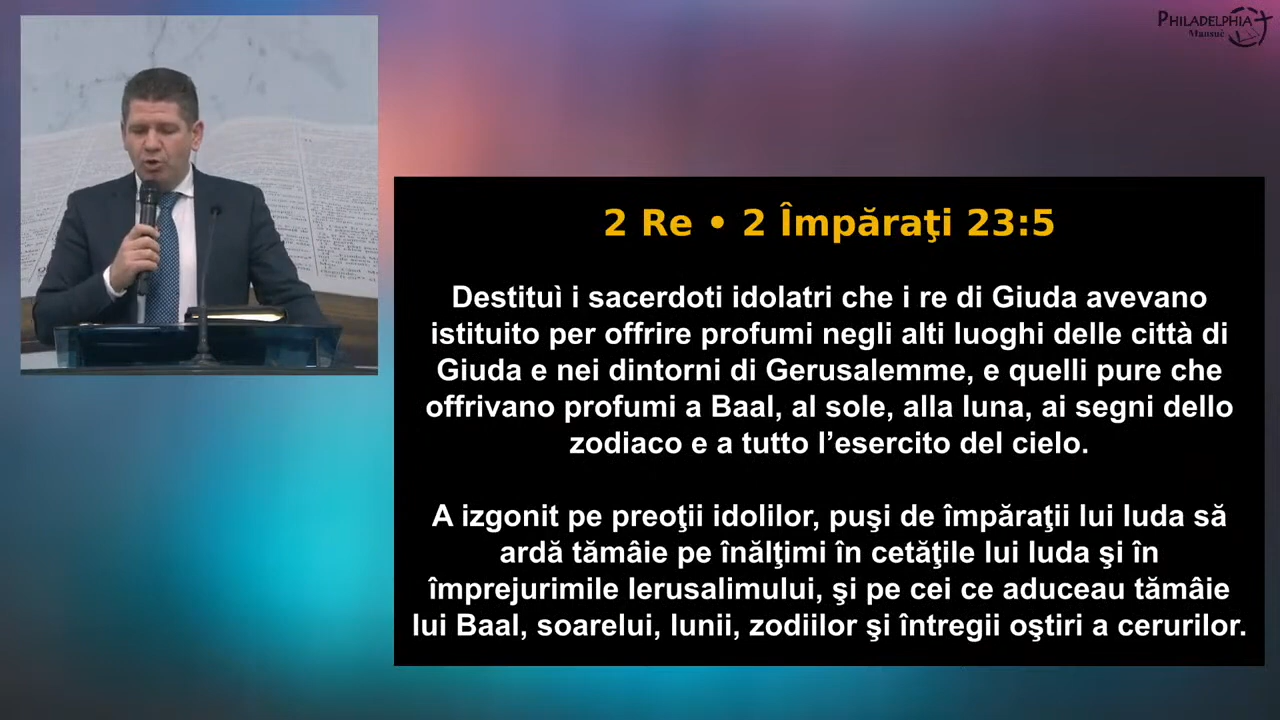 PHILADELPHIA
Mansuè
2 Re • 2 Împăraţi 23:5
Destituì i sacerdoti idolatri che i re di Giuda avevano
istituito per offrire profumi negli alti luoghi delle città di
Giuda e nei dintorni di Gerusalemme, e quelli pure che
offrivano profumi a Baal, al sole, alla luna, ai segni dello
zodiaco e a tutto l’esercito del cielo.
A izgonit pe preoţii idolilor, puşi de împăraţii lui Iuda să
ardă tămâie pe înălţimi în cetăţile lui Iuda şi în
împrejurimile Ierusalimului, şi pe cei ce aduceau tămâie
lui Baal, soarelui, lunii, zodiilor şi întregii oştiri a cerurilor.